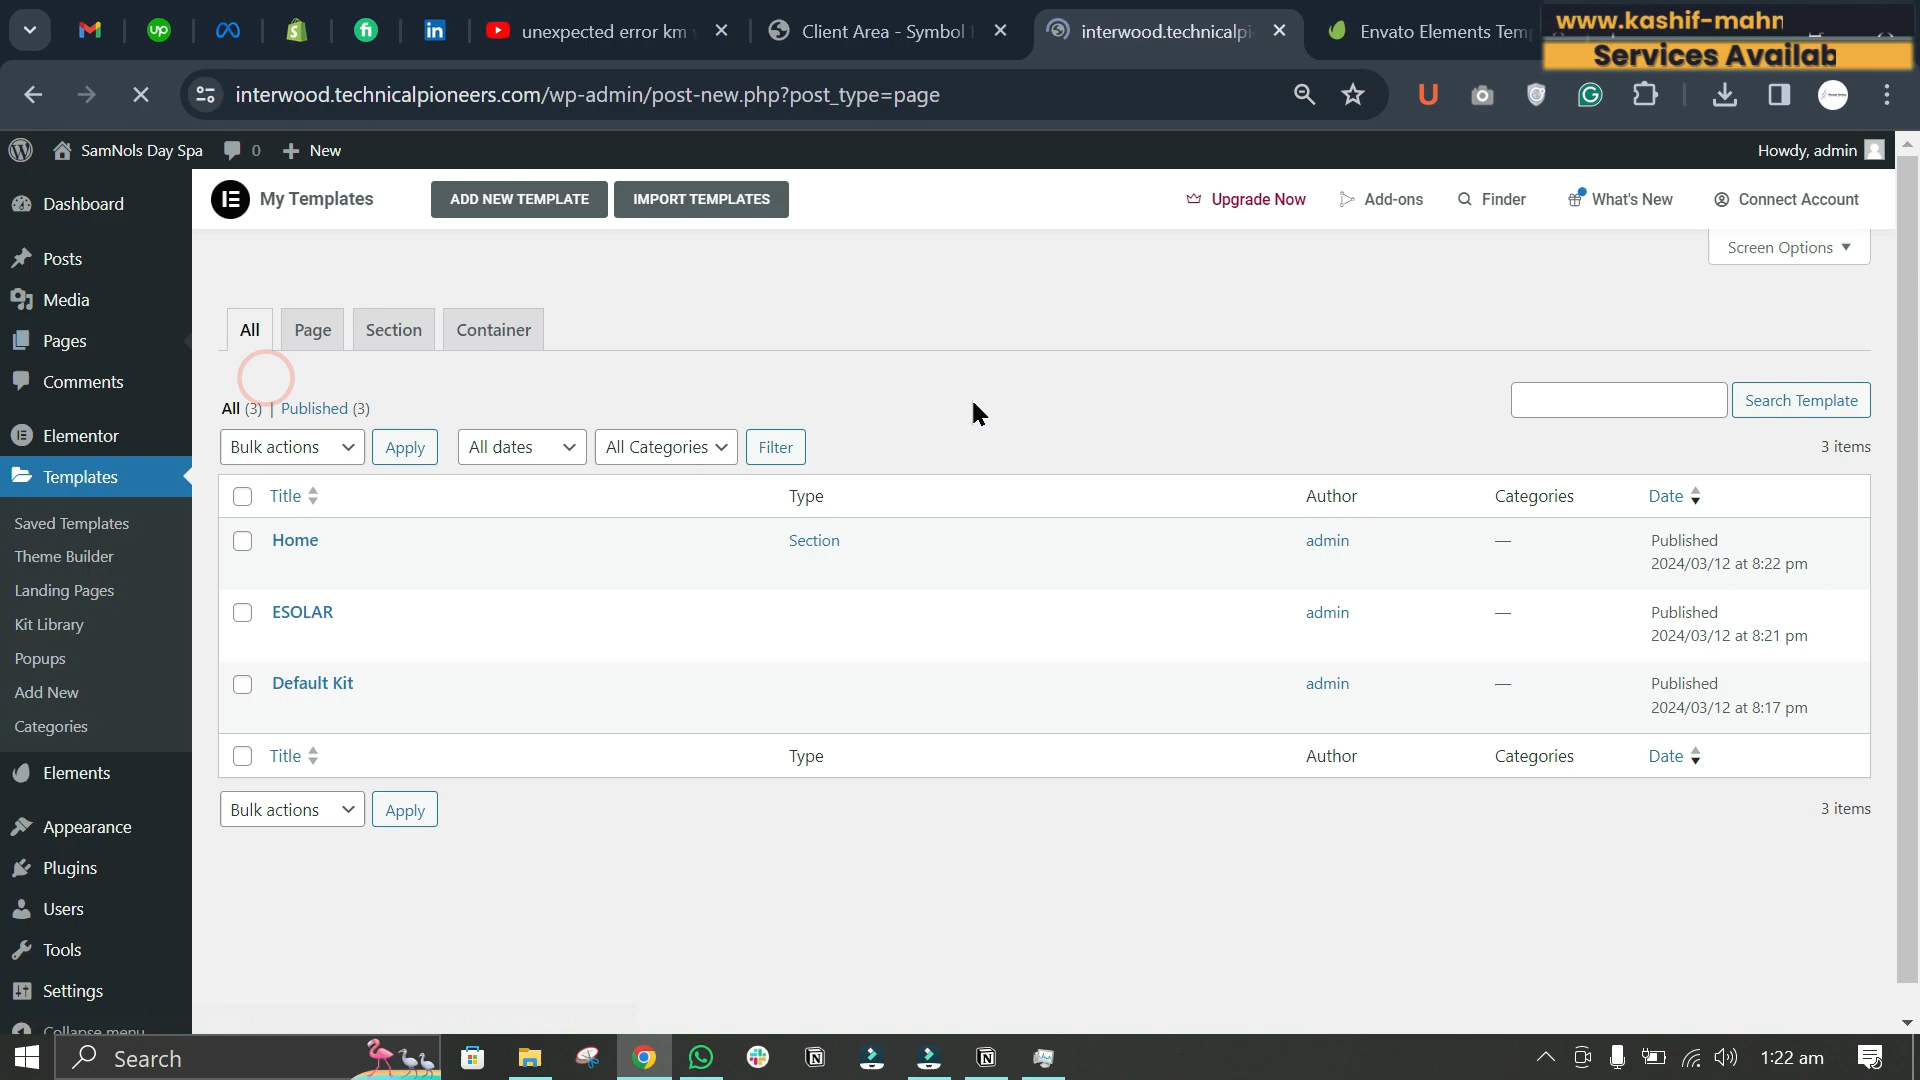 www.kashif-mahn
Services Availab
unexpected error km
Client Area - Symbol
interwood.technicalpi
Envato Elements Tem
interwood.technicalpioneers.com/wp-admin/post-new.php?post_type=page
SamNols Day Spa
0
New
Howdy, admin
Dashboard
Posts
Media
Pages
Comments
Elementor
Templates
Saved Templates
Theme Builder
Landing Pages
Kit Library
Popups
Add New
Categories
Elements
Appearance
Plugins
Users
Tools
Settings
Collapse menu
My Templates
ADD NEW TEMPLATE
IMPORT TEMPLATES
Upgrade Now
Add-ons
Finder
What's New
Connect Account
Screen Options
All
Page
Section
Container
All (3) | Published (3)
Search Template
Bulk actions
Apply
All dates
All Categories
Filter
3 items
Title Type Author Categories Date
Home Section admin — Published
2024/03/12 at 8:22 pm
ESOLAR admin — Published
2024/03/12 at 8:21 pm
Default Kit admin — Published
2024/03/12 at 8:17 pm
Title Type Author Categories Date
Bulk actions
Apply
3 items
Search
1:22 am